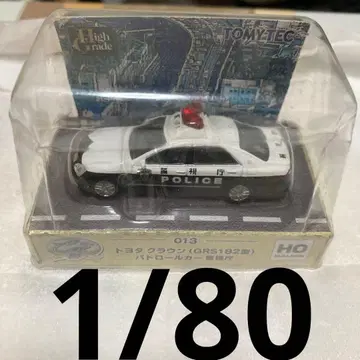 High
Grade
TOMYTEC
警視庁
POLICE
013
トヨタ クラウン(GRS182型)
パトロールカー 警視庁
HO
1/80